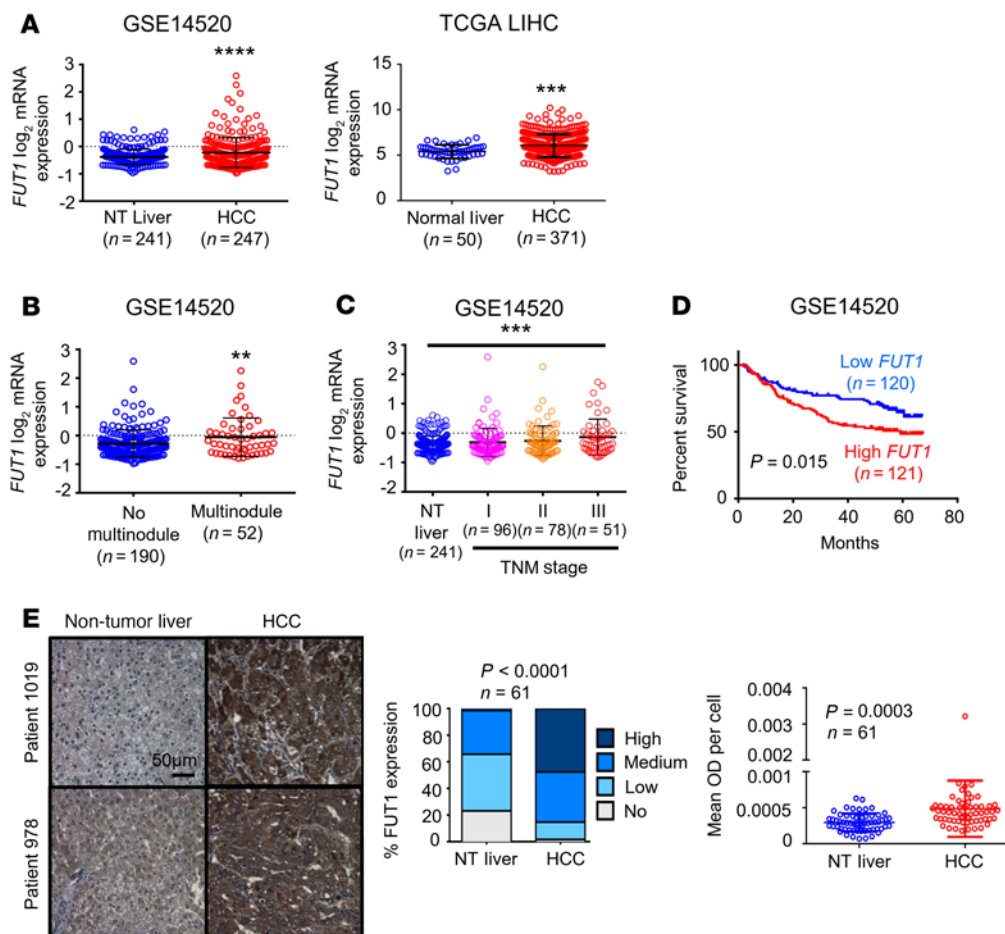 A
GSE14520
****
FUT1 log2 mRNA
expression
3
2
1
0
-1
-2
NT Liver
(n = 241)
HCC
(n = 247)
TCGA LIHC
***
FUT1 log2 mRNA
expression
15
10
5
0
Normal liver
(n = 50)
HCC
(n = 371)
B
GSE14520
**
FUT1 log2 mRNA
expression
3
2
1
0
-1
-2
No
multinodule
(n = 190)
Multinodule
(n = 52)
C
GSE14520
***
FUT1 log2 mRNA
expression
3
2
1
0
-1
-2
NT
liver
(n = 241)
I
(n = 96)
II
(n = 78)
III
(n = 51)
TNM stage
D
GSE14520
Percent survival
100
50
0
Low FUT1
(n = 120)
High FUT1
(n = 121)
P = 0.015
0 20 40 60 80
Months
E
Non-tumor liver
HCC
Patient 1019
50µm
Patient 978
P < 0.0001
n = 61
% FUT1 expression
100
80
60
40
20
0
NT liver
HCC
High
Medium
Low
No
P = 0.0003
n = 61
Mean OD per cell
0.004
0.003
0.002
0.001
0.0005
0
NT liver
HCC